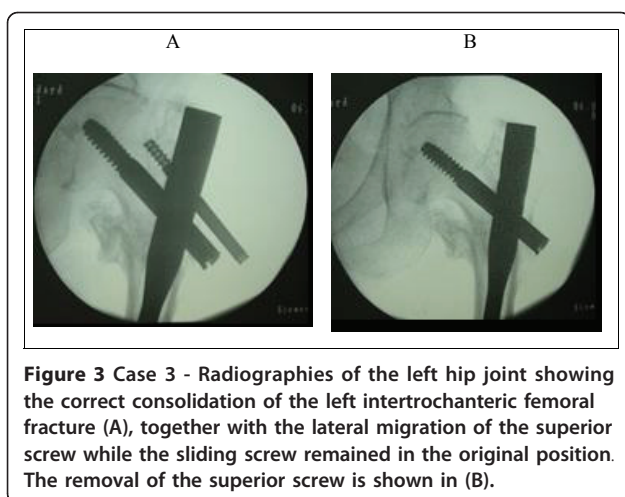 A
B
Figure 3 Case 3 - Radiographies of the left hip joint showing
the correct consolidation of the left intertrochanteric femoral
fracture (A), together with the lateral migration of the superior
screw while the sliding screw remained in the original position.
The removal of the superior screw is shown in (B).